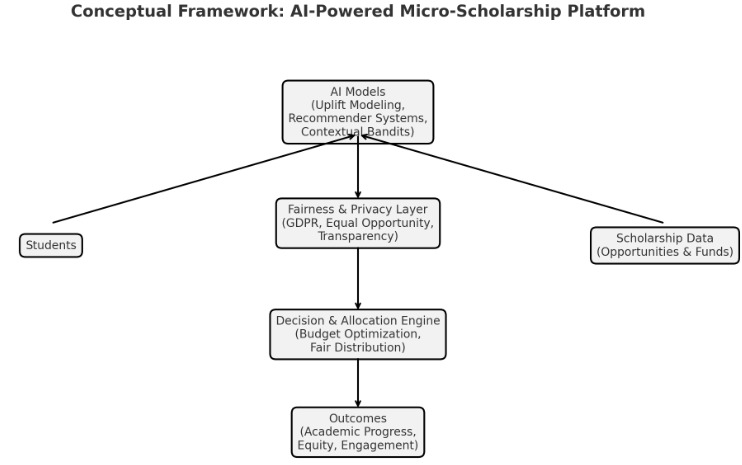 Conceptual Framework: AI-Powered Micro-Scholarship Platform
AI Models
(Uplift Modeling,
Recommender Systems,
Contextual Bandits)
Students
Fairness & Privacy Layer
(GDPR, Equal Opportunity,
Transparency)
Scholarship Data
(Opportunities & Funds)
Decision & Allocation Engine
(Budget Optimization,
Fair Distribution)
Outcomes
(Academic Progress,
Equity, Engagement)